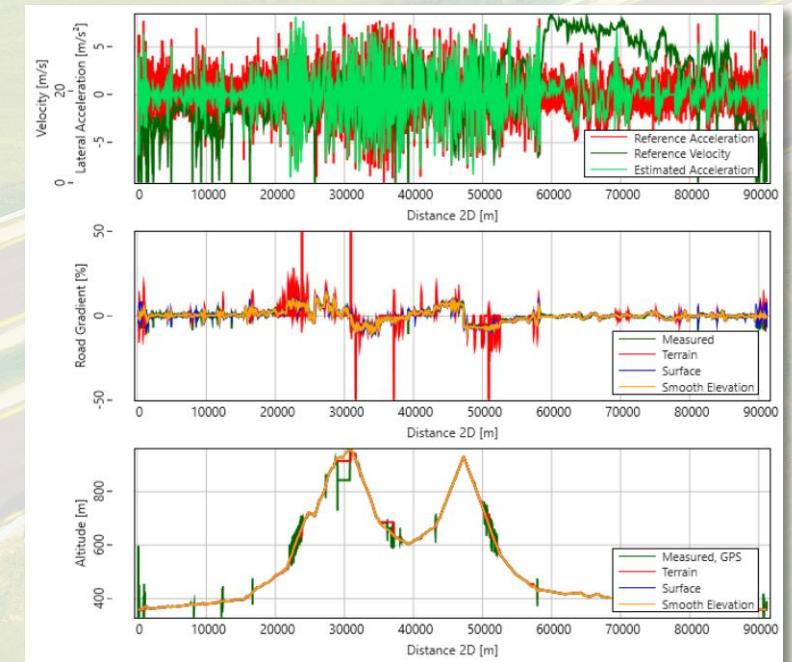 Velocity [m/s]
Lateral Acceleration [m/s²]
20
0
5
0
-5
0 10000 20000 30000 40000 50000 60000 70000 80000 90000
Distance 2D [m]
Reference Acceleration
Reference Velocity
Estimated Acceleration
Road Gradient [%]
50
0
-50
0 10000 20000 30000 40000 50000 60000 70000 80000 90000
Distance 2D [m]
Measured
Terrain
Surface
Smooth Elevation
Altitude [m]
800
600
400
0 10000 20000 30000 40000 50000 60000 70000 80000 90000
Distance 2D [m]
Measured, GPS
Terrain
Surface
Smooth Elevation